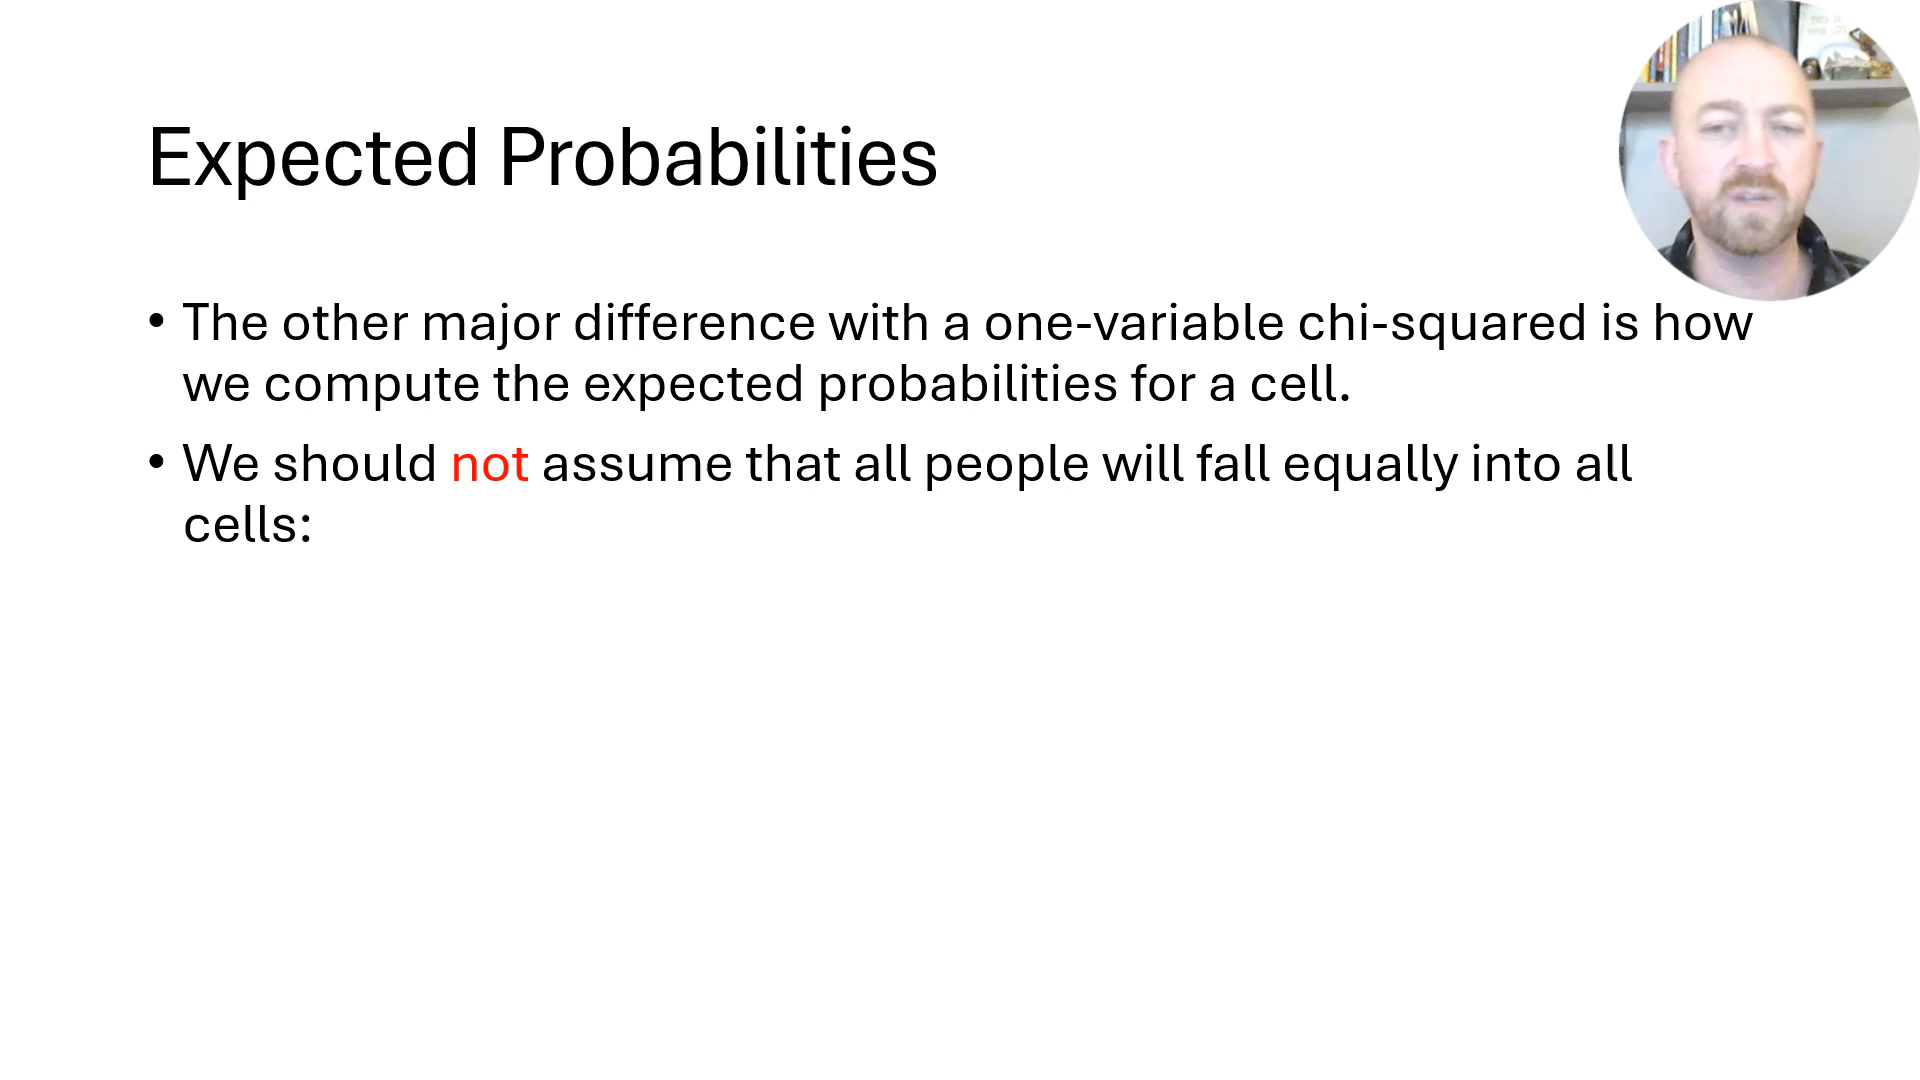 Expected Probabilities
• The other major difference with a one-variable chi-squared is how
we compute the expected probabilities for a cell.
• We should not assume that all people will fall equally into all
cells: